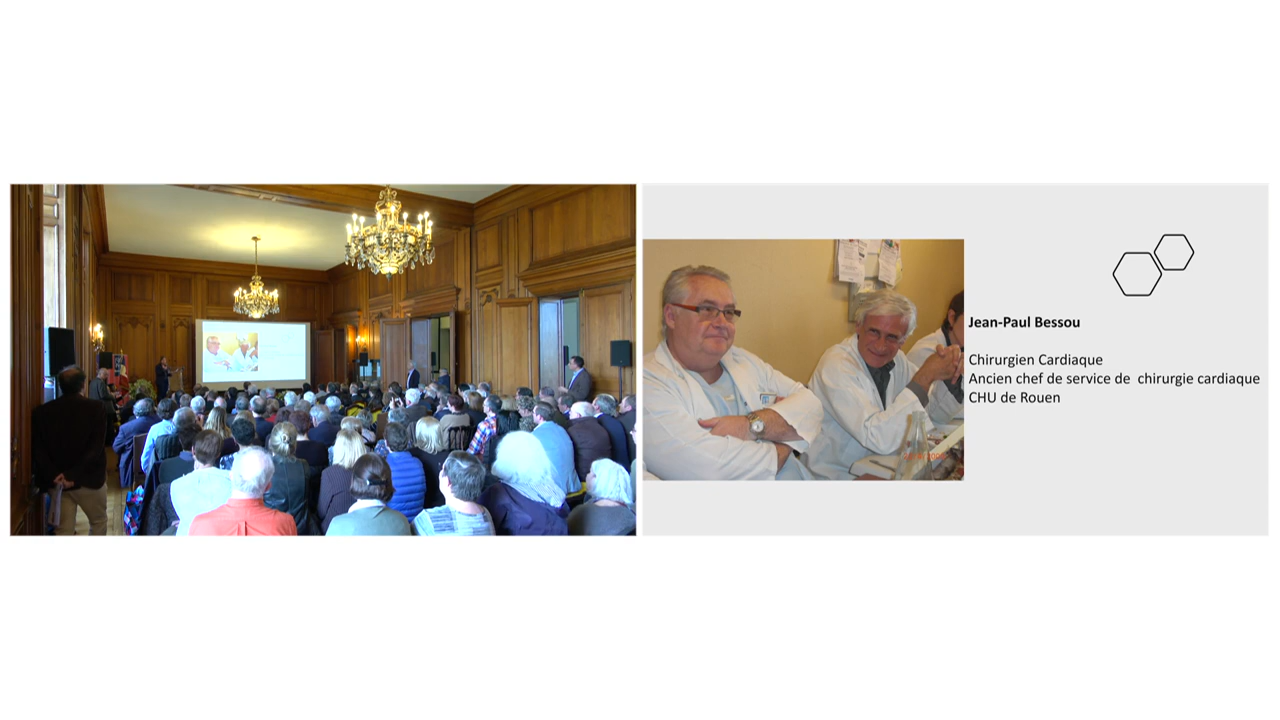 Jean-Paul Bessou
Chirurgien Cardiaque
Ancien chef de service de chirurgie cardiaque
CHU de Rouen